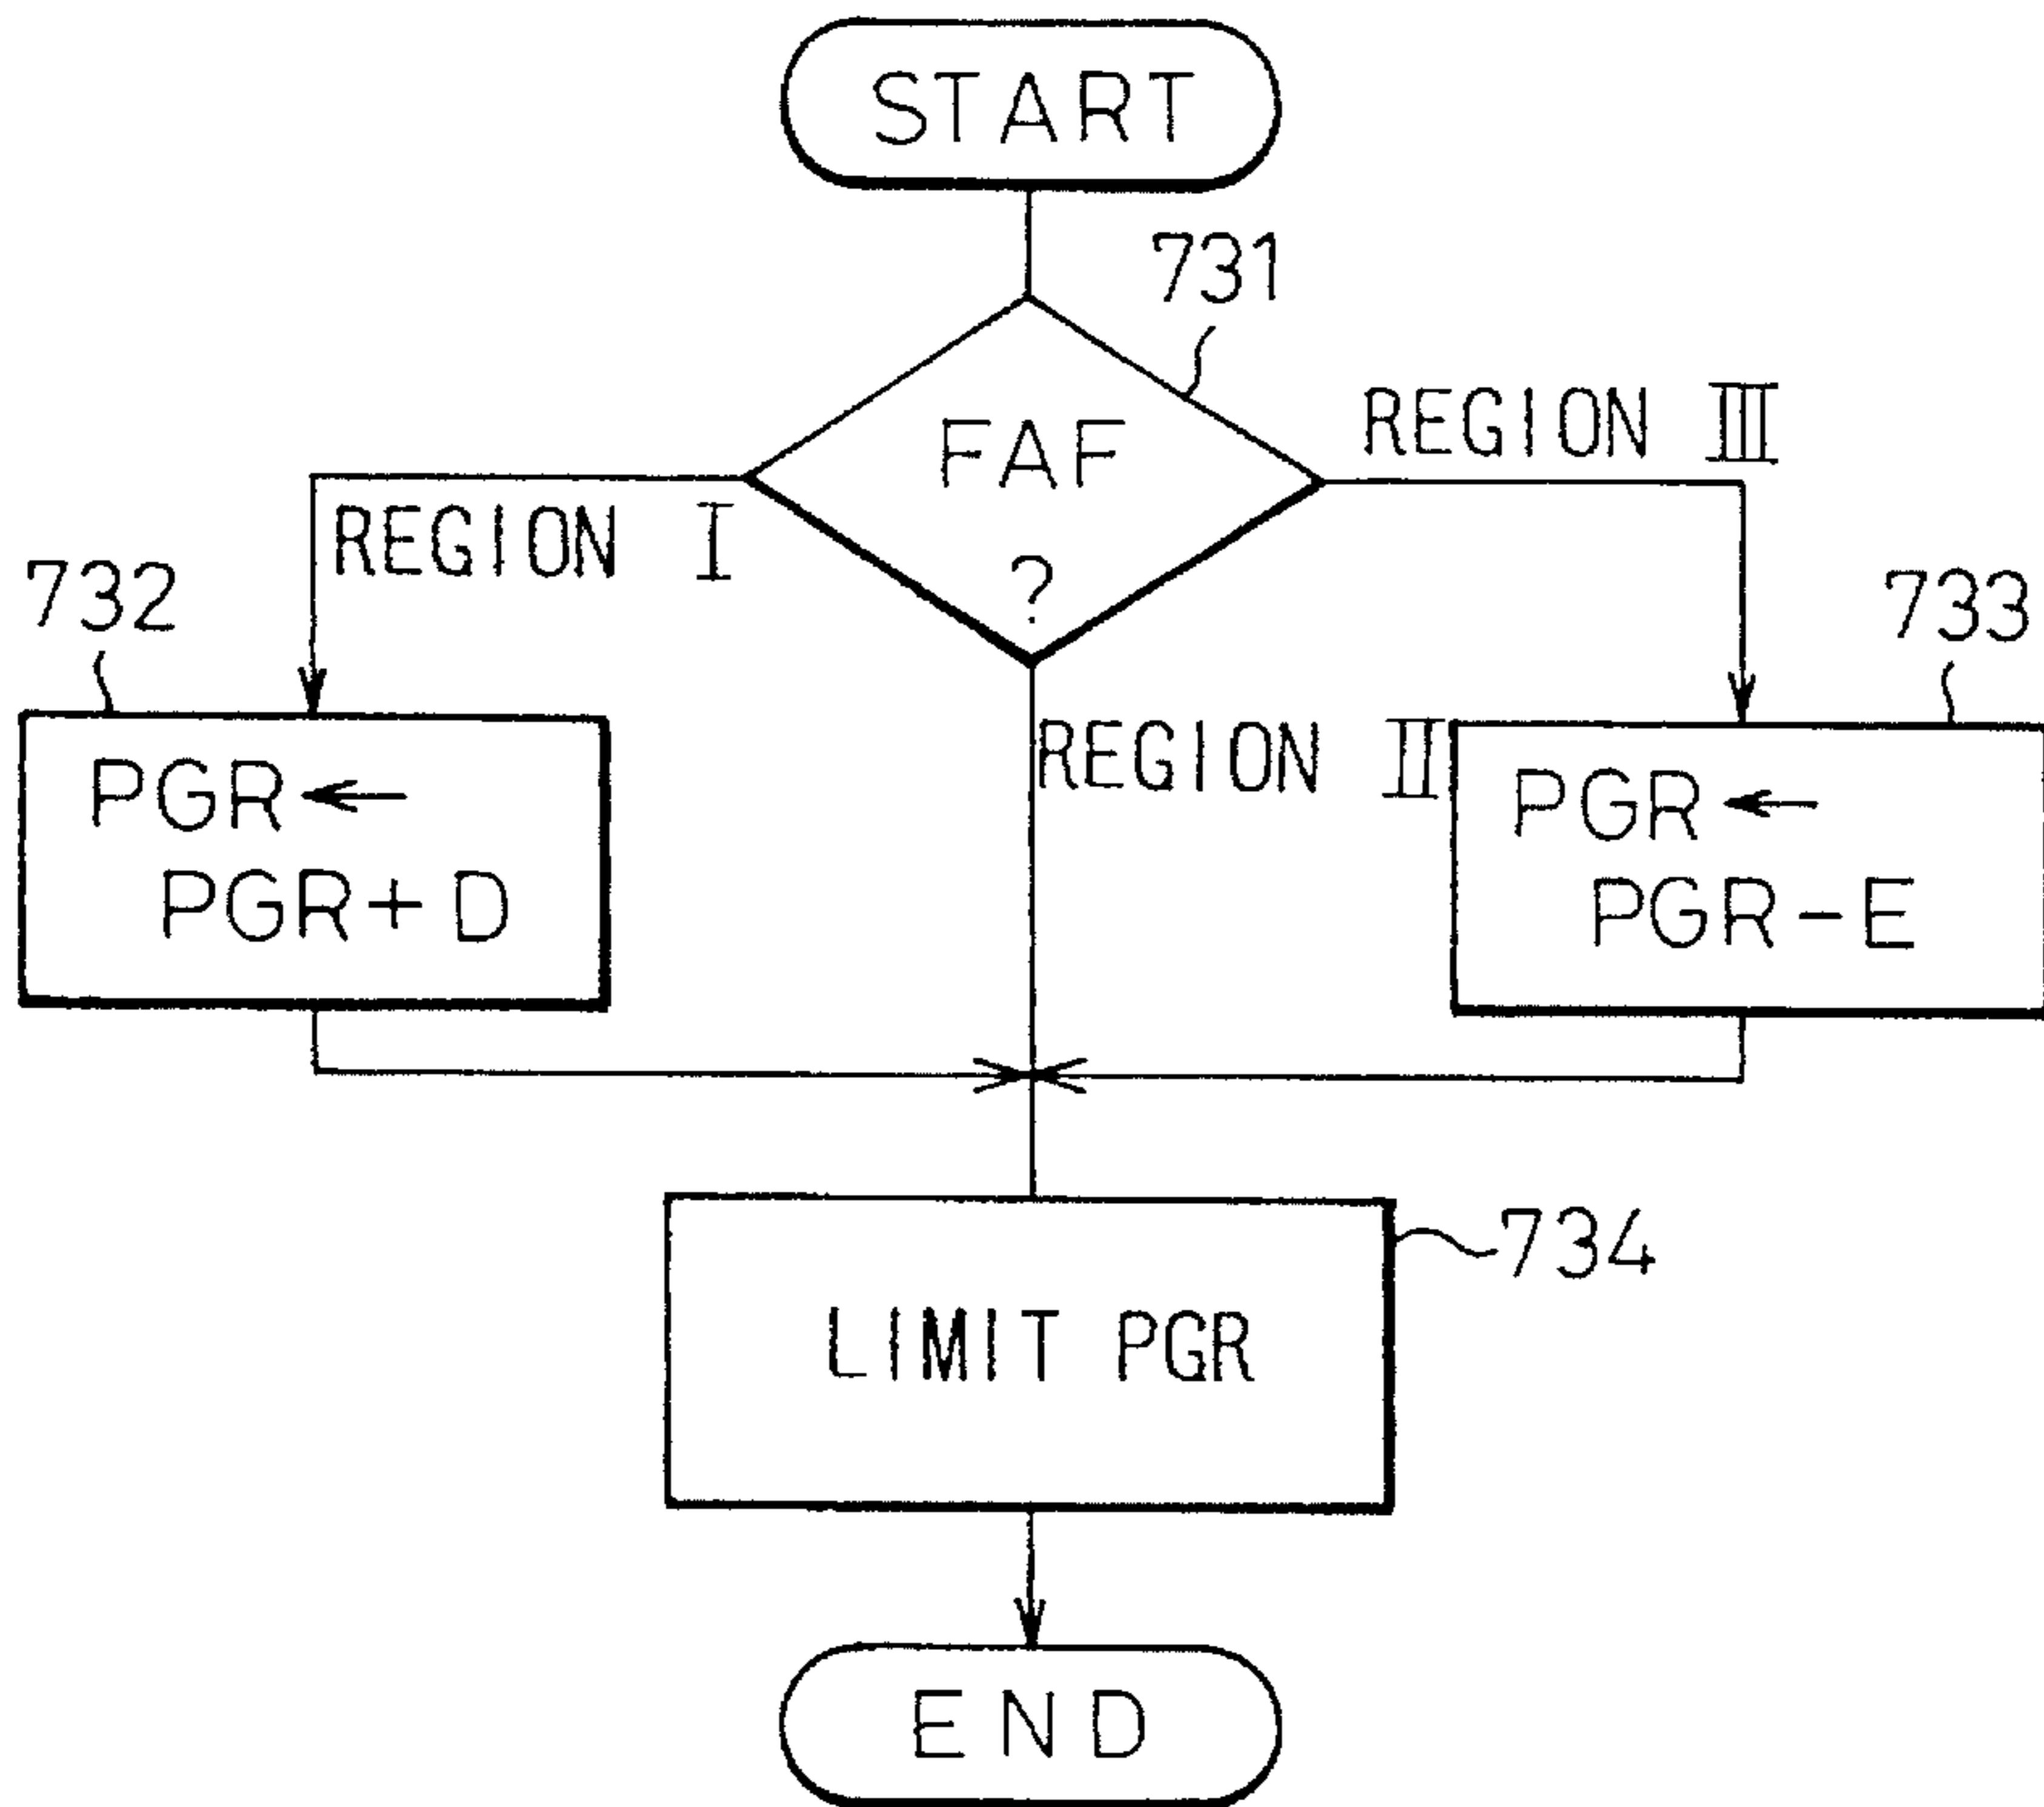 START
731
FAF
?
REGION III
REGION I
732
733
REGION II
PGR←
PGR+D
PGR←
PGR-E
734
LIMIT PGR
END